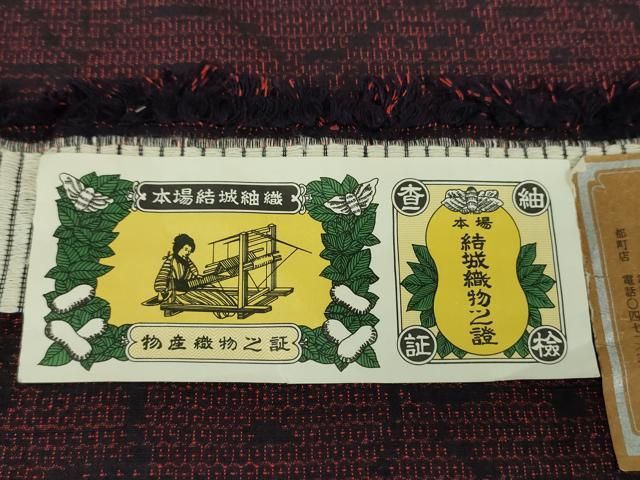 本場結城紬織
物産織物之証
本場
結城織物之證
紬
検
査
証
都町店
電話(四